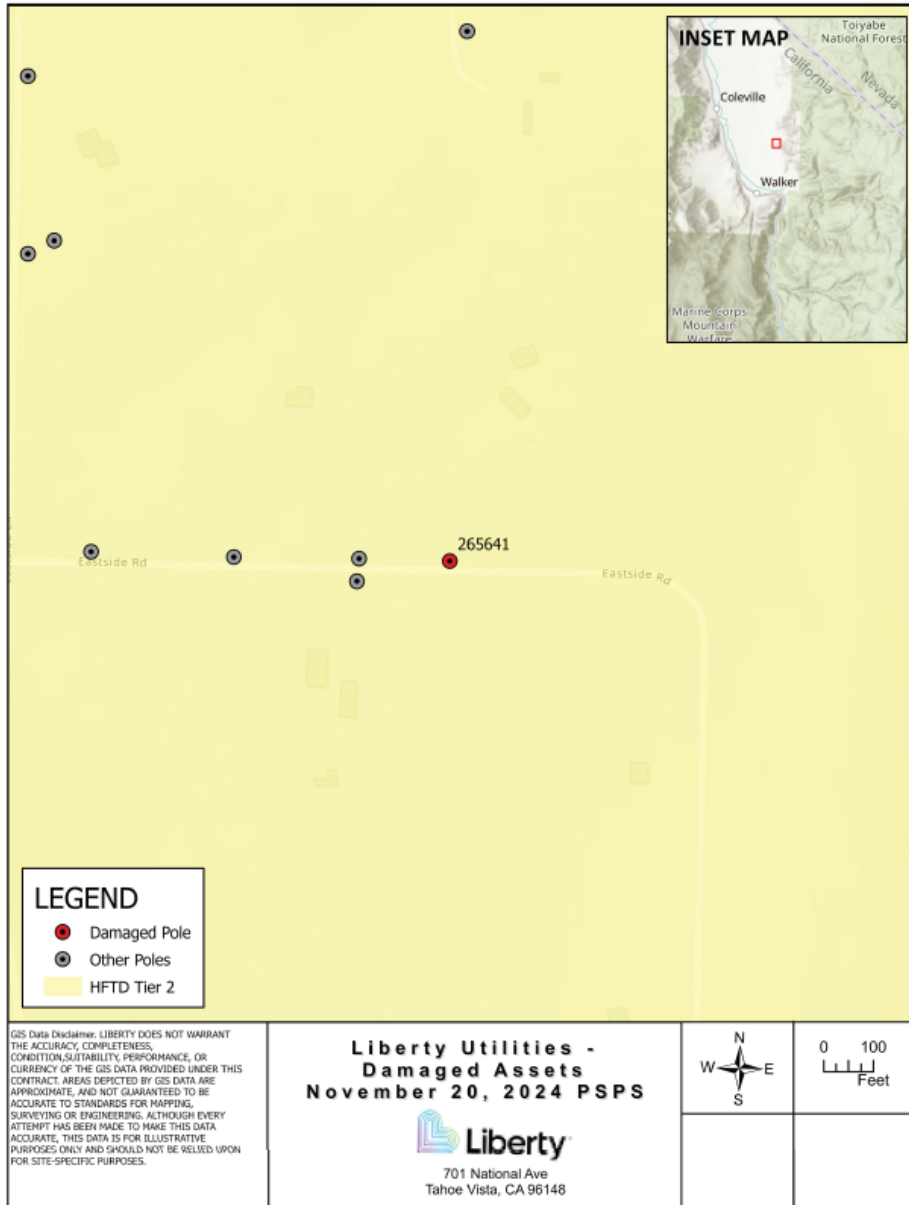 INSET MAP
Toiyabe
National Forest
California
Nevada
Coleville
Walker
Marine Corps
Mountain
Warfare
265641
Eastside Rd
Eastside Rd
LEGEND
Damaged Pole
Other Poles
HFTD Tier 2
GIS Data Disclaimer. LIBERTY DOES NOT WARRANT
THE ACCURACY, COMPLETENESS,
CONDITION,SUITABILITY, PERFORMANCE, OR
CURRENCY OF THE GIS DATA PROVIDED UNDER THIS
CONTRACT. AREAS DEPICTED BY GIS DATA ARE
APPROXIMATE, AND NOT GUARANTEED TO BE
ACCURATE TO STANDARDS FOR MAPPING,
SURVEYING OR ENGINEERING. ALTHOUGH EVERY
ATTEMPT HAS BEEN MADE TO MAKE THIS DATA
ACCURATE, THIS DATA IS FOR ILLUSTRATIVE
PURPOSES ONLY AND SHOULD NOT BE RELIED UPON
FOR SITE-SPECIFIC PURPOSES.
Liberty Utilities -
Damaged Assets
November 20, 2024 PSPS
Liberty
701 National Ave
Tahoe Vista, CA 96148
N
W E
S
0 100
Feet